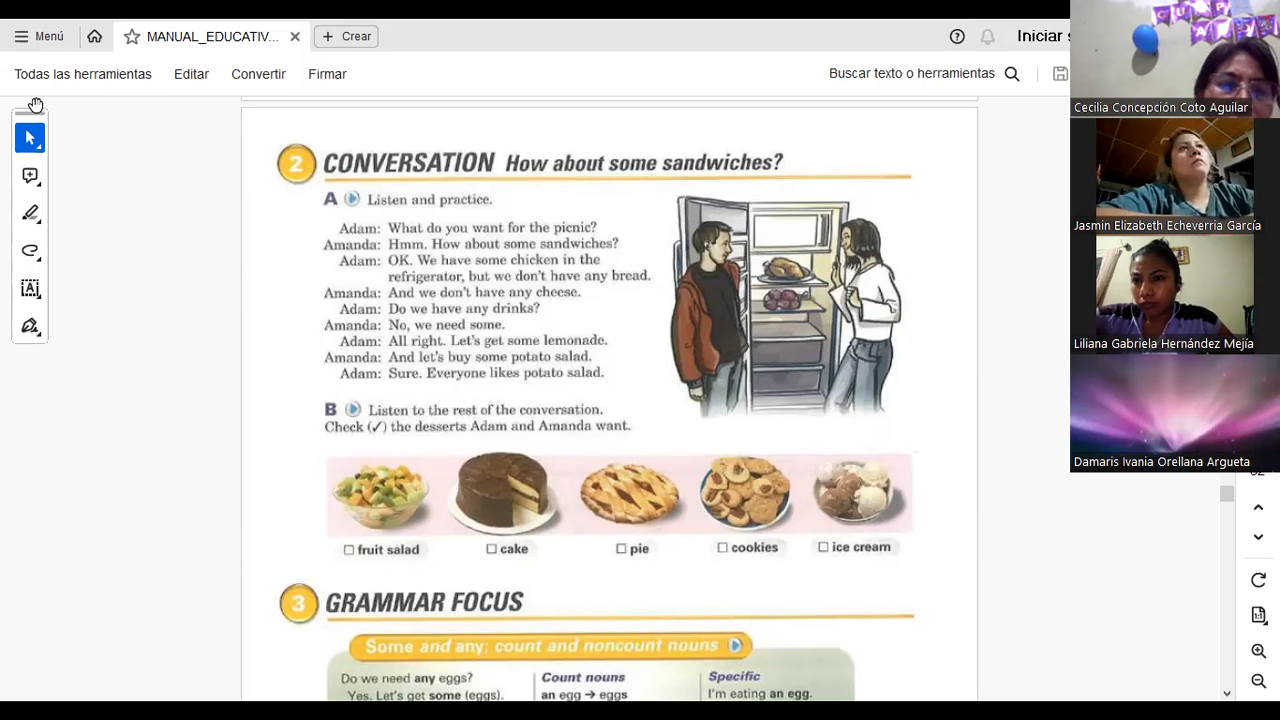 Menú
MANUAL_EDUCATIV...
Crear
Iniciar s
Todas las herramientas
Editar
Convertir
Firmar
Buscar texto o herramientas
2 CONVERSATION How about some sandwiches?
A Listen and practice.
Adam: What do you want for the picnic?
Amanda: Hmm. How about some sandwiches?
Adam: OK. We have some chicken in the
refrigerator, but we don't have any bread.
Amanda: And we don't have any cheese.
Adam: Do we have any drinks?
Amanda: No, we need some.
Adam: All right. Let's get some lemonade.
Amanda: And let's buy some potato salad.
Adam: Sure. Everyone likes potato salad.
B Listen to the rest of the conversation.
Check (✓) the desserts Adam and Amanda want.
fruit salad
cake
pie
cookies
ice cream
3 GRAMMAR FOCUS
Some and any; count and noncount nouns
Do we need any eggs?
Yes. Let's get some (eggs).
Count nouns
an egg → eggs
Specific
I'm eating an egg.
Cecilia Concepción Coto Aguilar
Jasmin Elizabeth Echeverria García
Liliana Gabriela Hernández Mejía
Damaris Ivania Orellana Argueta